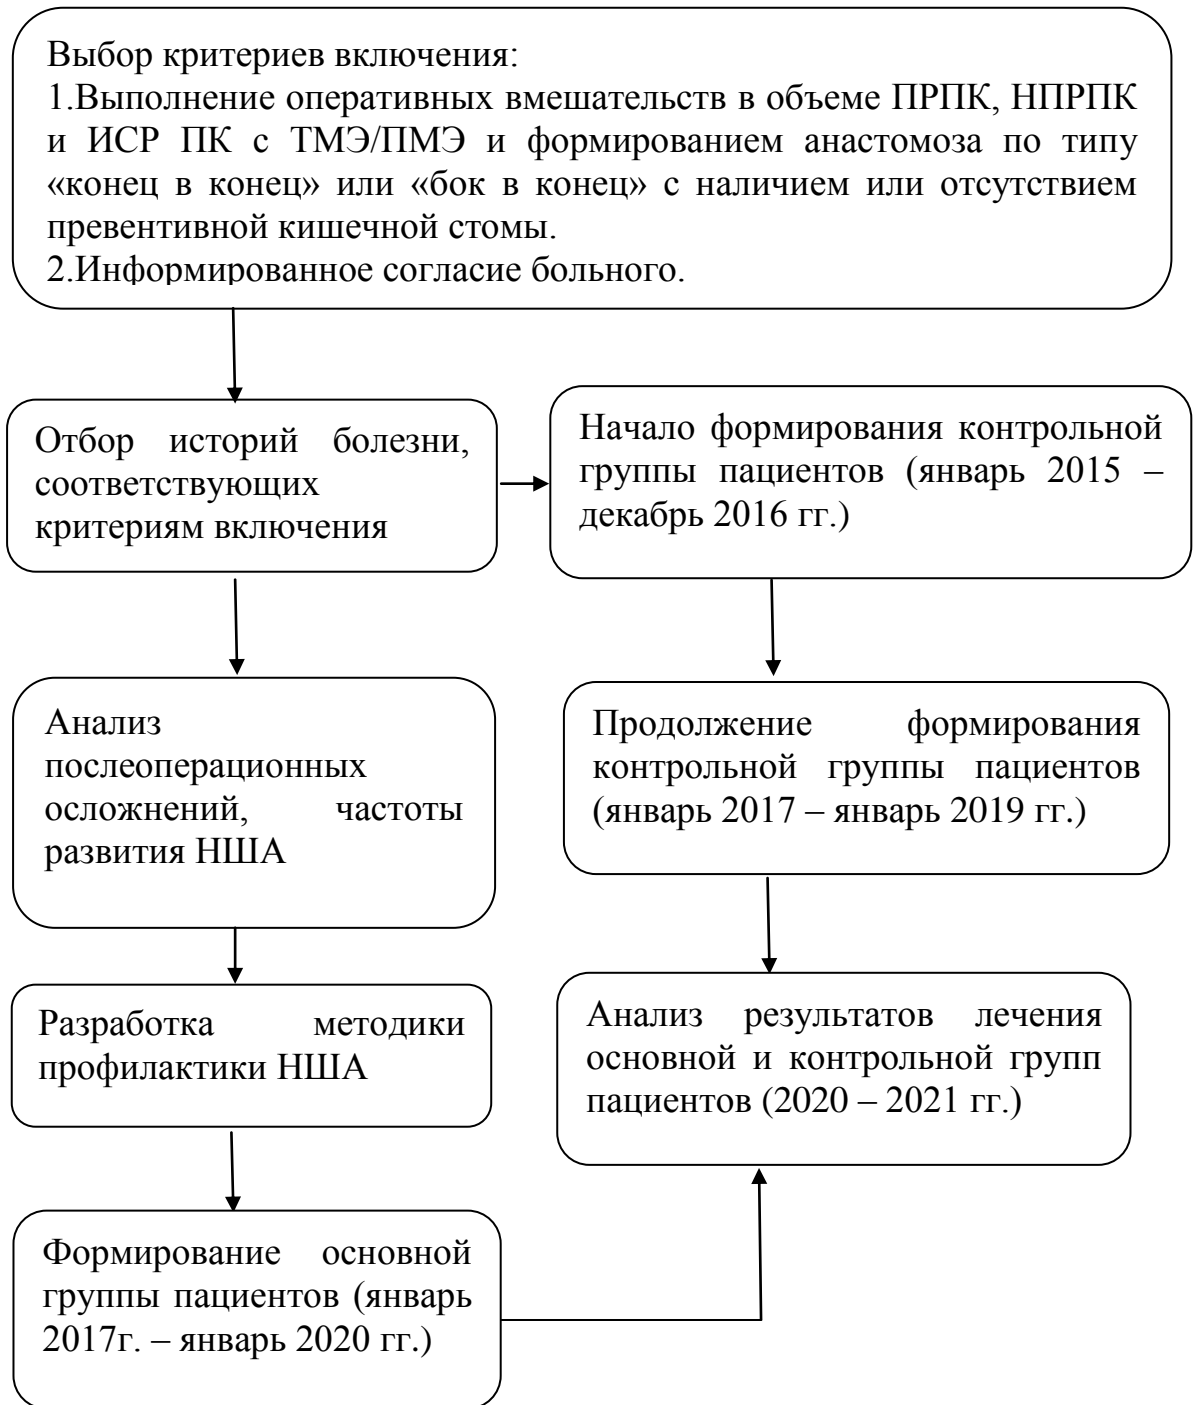 Выбор критериев включения:
1.Выполнение оперативных вмешательств в объеме ПРПК, НПРПК
и ИСР ПК с ТМЭ/ПМЭ и формированием анастомоза по типу
«конец в конец» или «бок в конец» с наличием или отсутствием
превентивной кишечной стомы.
2.Информированное согласие больного.
Отбор историй болезни,
соответствующих
критериям включения
Начало формирования контрольной
группы пациентов (январь 2015 –
декабрь 2016 гг.)
Анализ
послеоперационных
осложнений, частоты
развития НША
Продолжение формирования
контрольной группы пациентов
(январь 2017 – январь 2019 гг.)
Разработка методики
профилактики НША
Анализ результатов лечения
основной и контрольной групп
пациентов (2020 – 2021 гг.)
Формирование основной
группы пациентов (январь
2017г. – январь 2020 гг.)